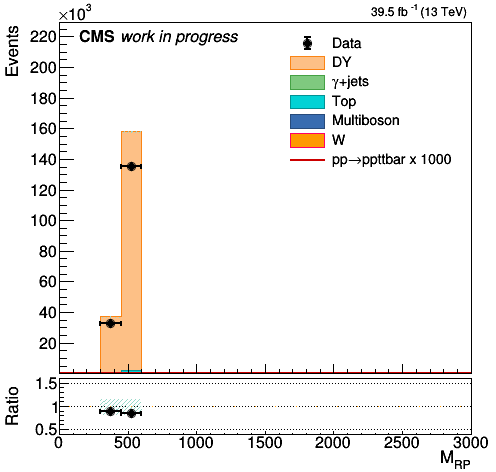 ×10³
39.5 fb⁻¹ (13 TeV)
Events
CMS work in progress
220
200
180
160
140
120
100
80
60
40
20
Data
DY
γ+jets
Top
Multiboson
W
pp→ppttbar x 1000
Ratio
1.5
1
0.5
0 500 1000 1500 2000 2500 3000
M_RP